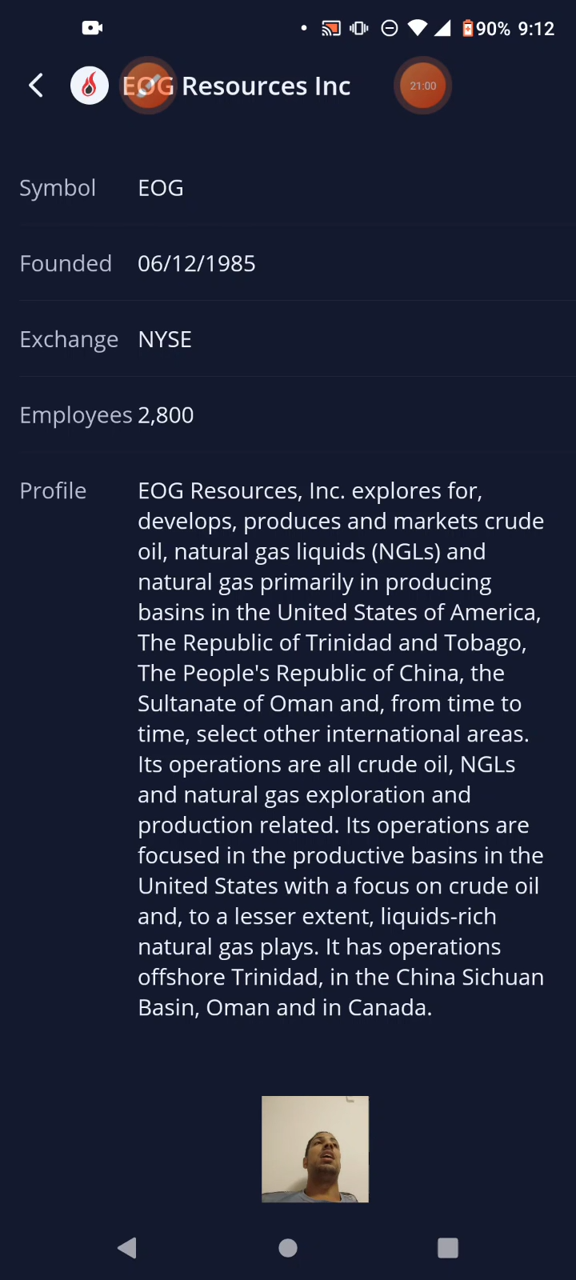 90% 9:12
EOG Resources Inc
21:00
Symbol EOG
Founded 06/12/1985
Exchange NYSE
Employees 2,800
Profile EOG Resources, Inc. explores for,
develops, produces and markets crude
oil, natural gas liquids (NGLs) and
natural gas primarily in producing
basins in the United States of America,
The Republic of Trinidad and Tobago,
The People's Republic of China, the
Sultanate of Oman and, from time to
time, select other international areas.
Its operations are all crude oil, NGLs
and natural gas exploration and
production related. Its operations are
focused in the productive basins in the
United States with a focus on crude oil
and, to a lesser extent, liquids-rich
natural gas plays. It has operations
offshore Trinidad, in the China Sichuan
Basin, Oman and in Canada.